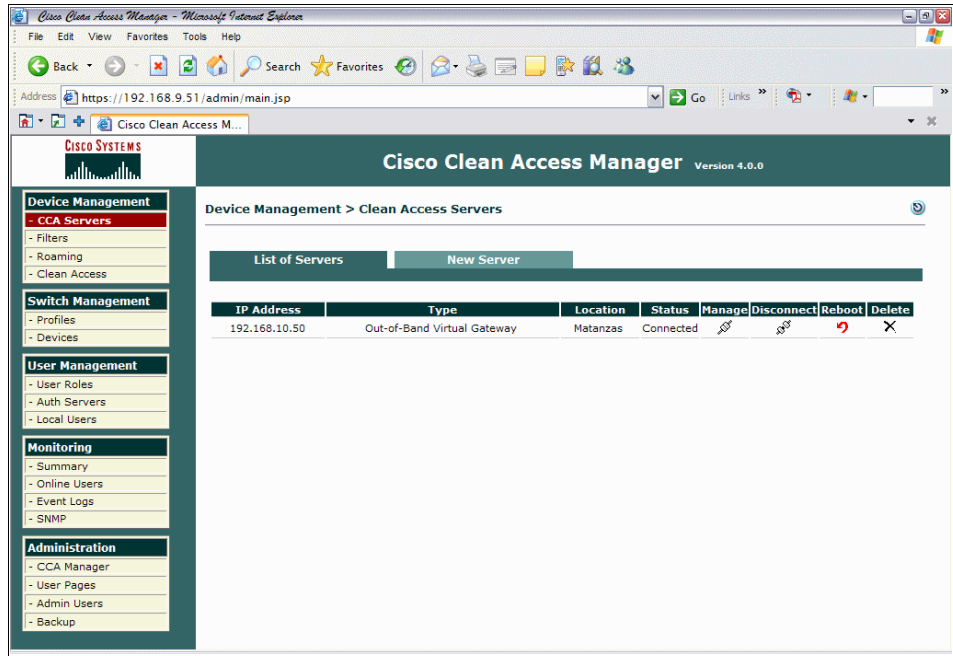 Cisco Clean Access Manager - Microsoft Internet Explorer
File Edit View Favorites Tools Help
Back Search Favorites
Address https://192.168.9.51/admin/main.jsp Go Links »
Cisco Clean Access M...
CISCO SYSTEMS
Cisco Clean Access Manager Version 4.0.0
Device Management
- CCA Servers
- Filters
- Roaming
- Clean Access
Switch Management
- Profiles
- Devices
User Management
- User Roles
- Auth Servers
- Local Users
Monitoring
- Summary
- Online Users
- Event Logs
- SNMP
Administration
- CCA Manager
- User Pages
- Admin Users
- Backup
Device Management > Clean Access Servers
List of Servers New Server
IP Address Type Location Status Manage Disconnect Reboot Delete
192.168.10.50 Out-of-Band Virtual Gateway Matanzas Connected